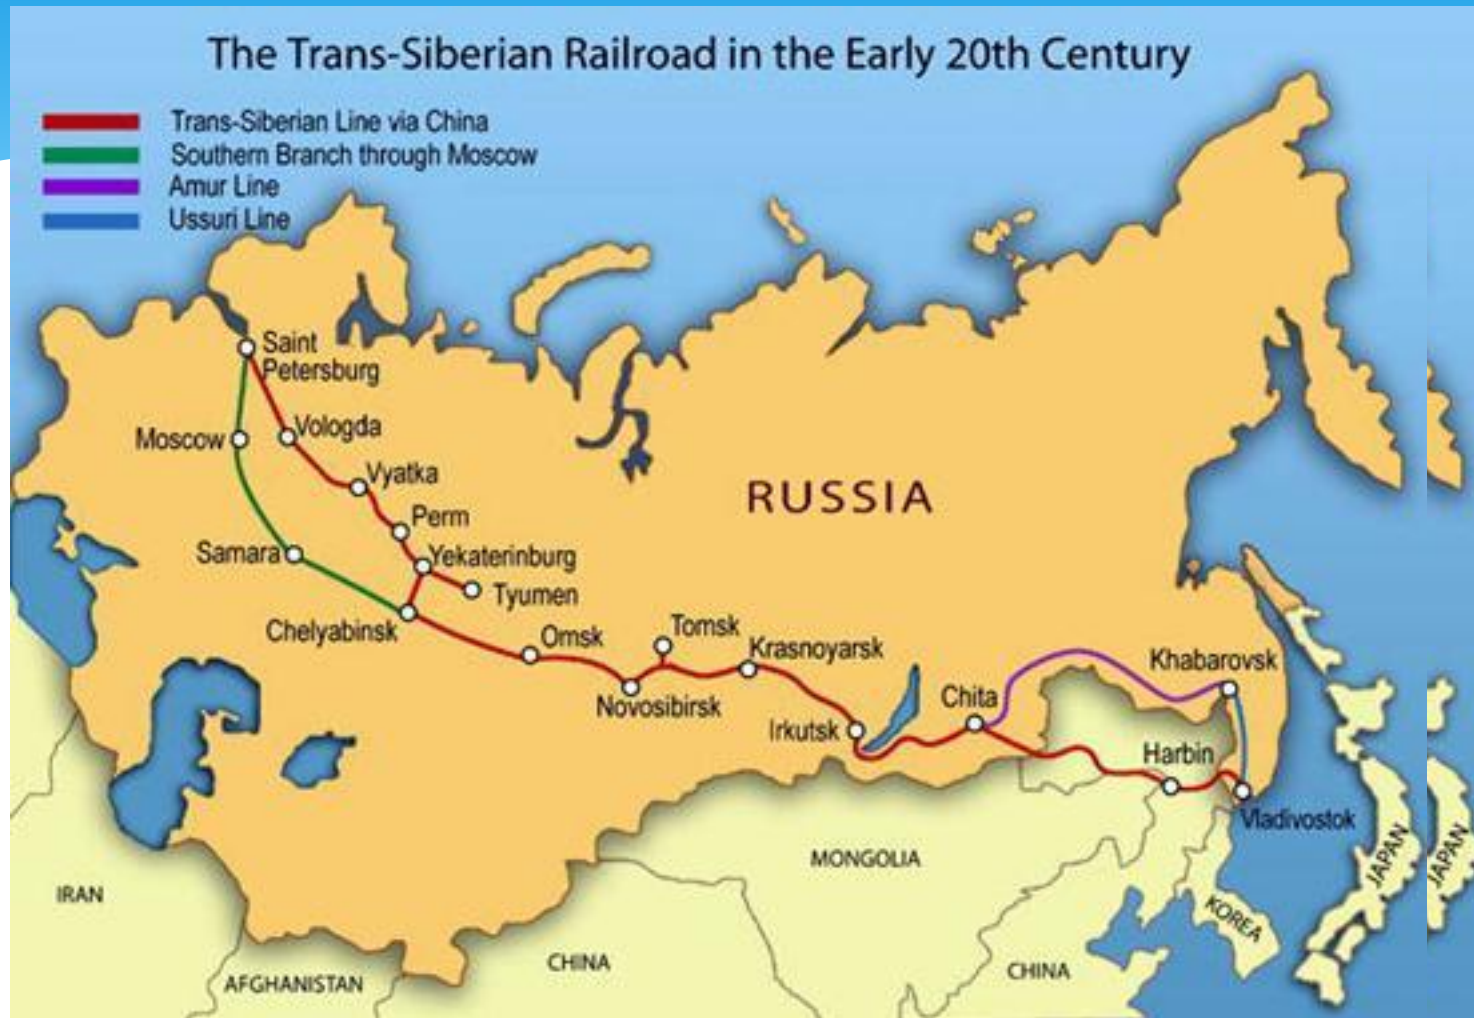 The Trans-Siberian Railroad in the Early 20th Century
Trans-Siberian Line via China
Southern Branch through Moscow
Amur Line
Ussuri Line
Saint
Petersburg
Moscow
Vologda
Vyatka
Perm
RUSSIA
Samara
Yekaterinburg
Tyumen
Chelyabinsk
Omsk
Tomsk
Krasnoyarsk
Khabarovsk
Novosibirsk
Chita
Irkutsk
Harbin
Vladivostok
MONGOLIA
JAPAN
JAPAN
IRAN
KOREA
CHINA
CHINA
AFGHANISTAN